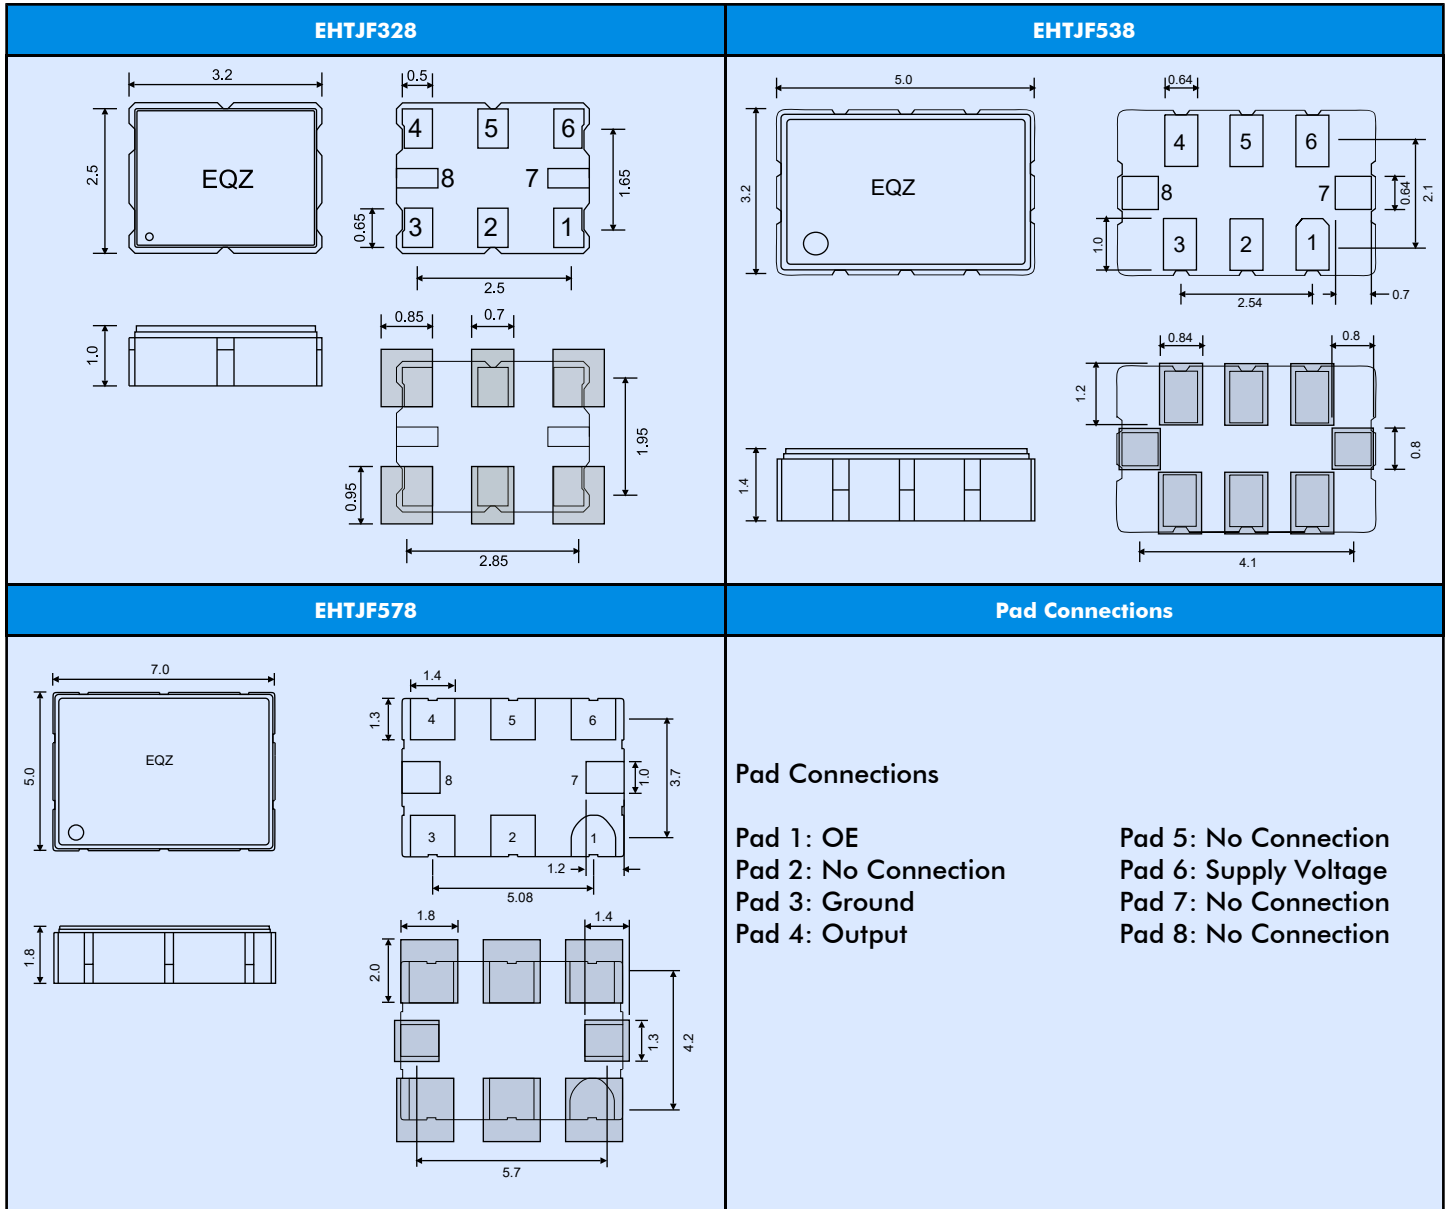 EHTJF328
EHTJF538
3.2
2.5
EQZ
0.5
4 5 6
8 7
3 2 1
0.65
1.65
2.5
1.0
0.85
0.7
0.95
1.95
2.85
5.0
3.2
EQZ
0.64
4 5 6
8 7
3 2 1
1.0
0.64
2.1
2.54
0.7
1.4
0.84
0.8
1.2
0.8
4.1
EHTJF578
Pad Connections
7.0
5.0
EQZ
1.4
1.3
4 5 6
8 7
3 2 1
1.0
3.7
1.2
5.08
1.8
1.8
1.4
2.0
1.3
4.2
5.7
Pad Connections
Pad 1: OE
Pad 2: No Connection
Pad 3: Ground
Pad 4: Output
Pad 5: No Connection
Pad 6: Supply Voltage
Pad 7: No Connection
Pad 8: No Connection